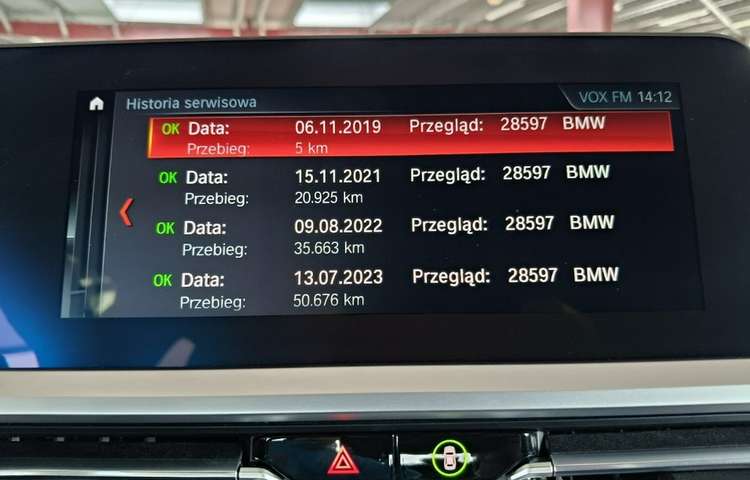 Historia serwisowa VOX FM 14:12
OK Data: 06.11.2019 Przegląd: 28597 BMW
Przebieg: 5 km
OK Data: 15.11.2021 Przegląd: 28597 BMW
Przebieg: 20.925 km
OK Data: 09.08.2022 Przegląd: 28597 BMW
Przebieg: 35.663 km
OK Data: 13.07.2023 Przegląd: 28597 BMW
Przebieg: 50.676 km